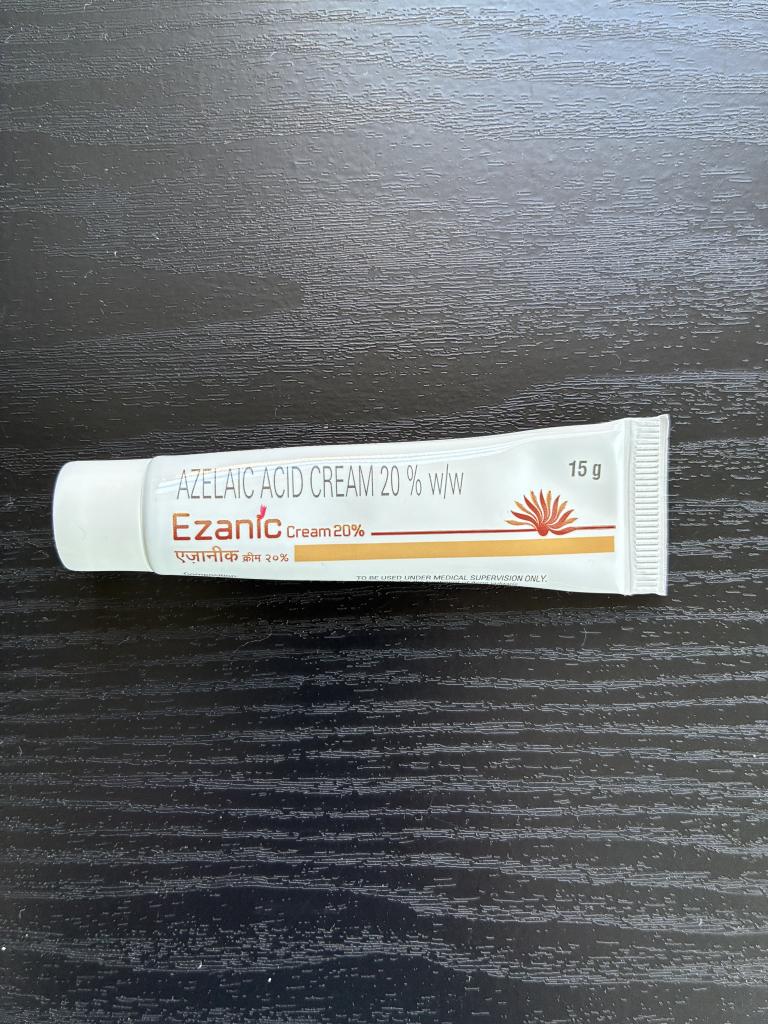 AZELAIC ACID CREAM 20 % w/w
15 g
Ezanic Cream 20%
एज़ानीक क्रीम २०%
TO BE USED UNDER MEDICAL SUPERVISION ONLY.